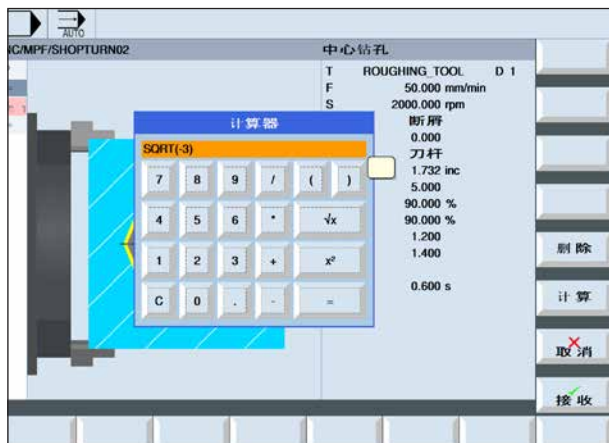 AUTO
NC/MPF/SHOPTURN02
中心钻孔
T ROUGHING_TOOL D 1
F 50.000 mm/min
S 2000.000 rpm
断屑
0.000
刀杆
1.732 inc
5.000
90.000 %
90.000 %
1.200
1.400
0.600 s
计算器
SQRT(-3)
7 8 9 / ( )
4 5 6 * √x
1 2 3 + x²
C 0 . - =
删除
计算
取消
接收